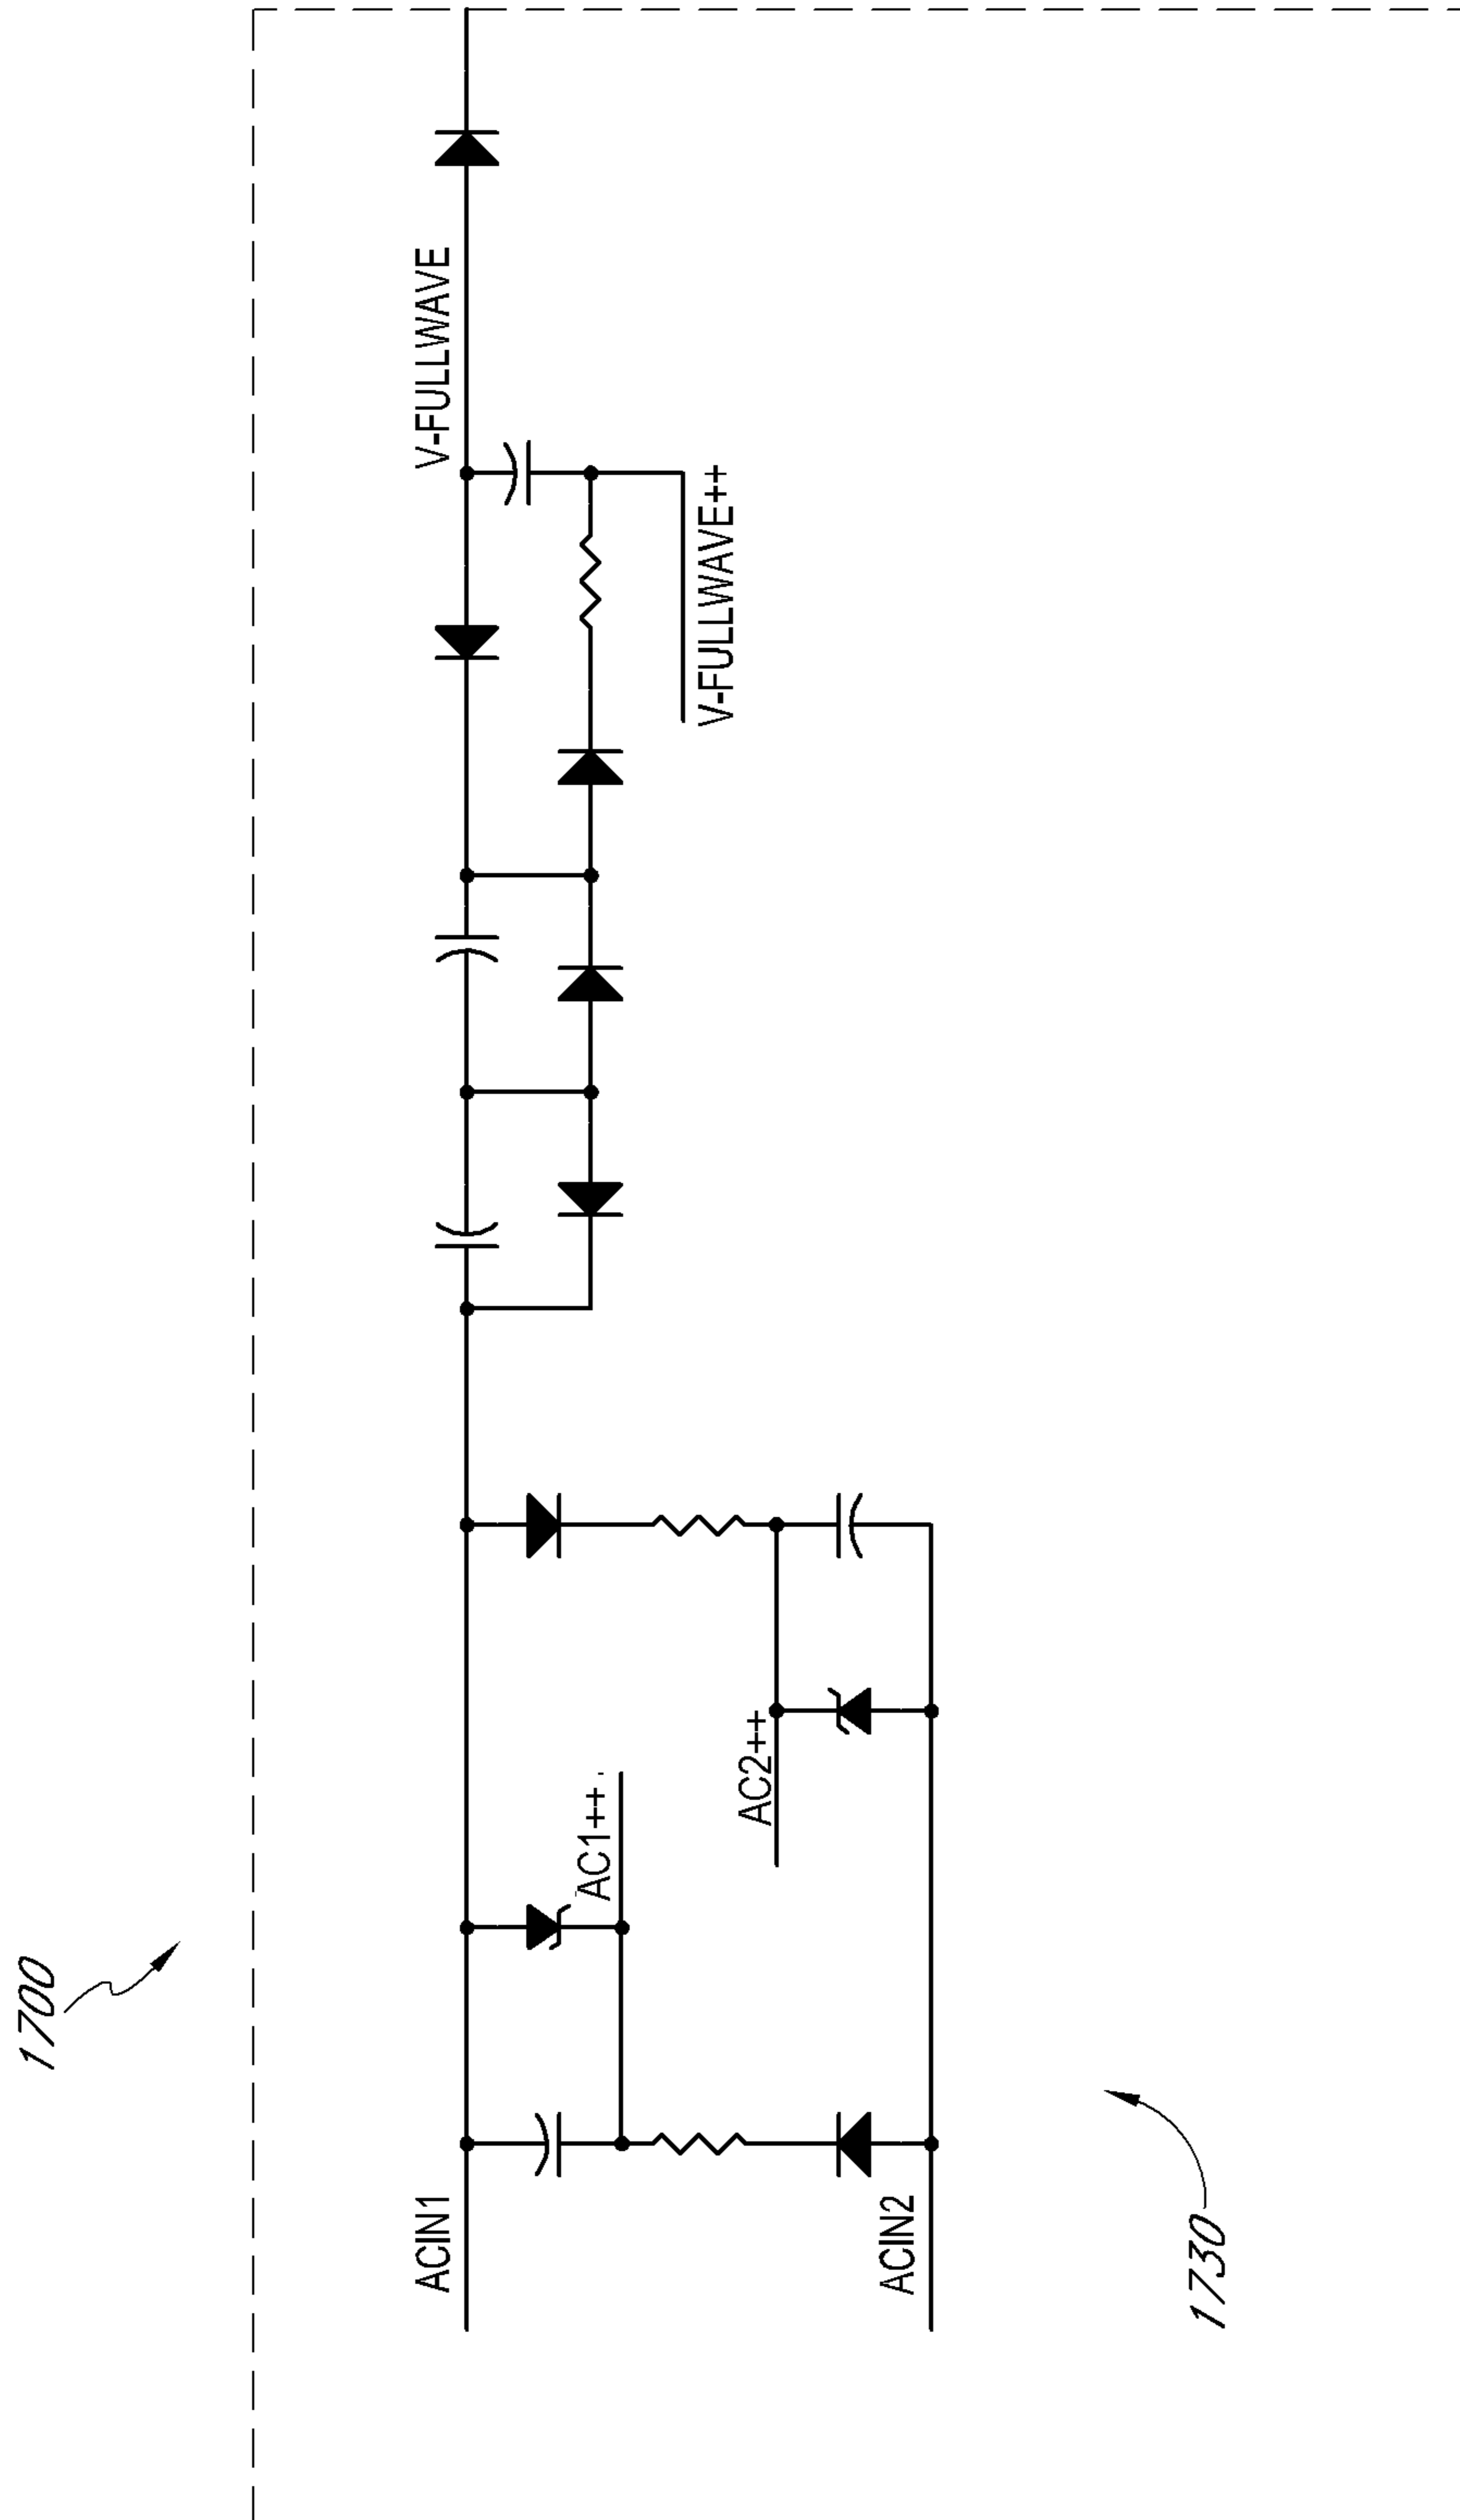 1700
ACIN1
ACIN2
AC1++
AC2++
V-FULLWAVE
V-FULLWAVE++
1730